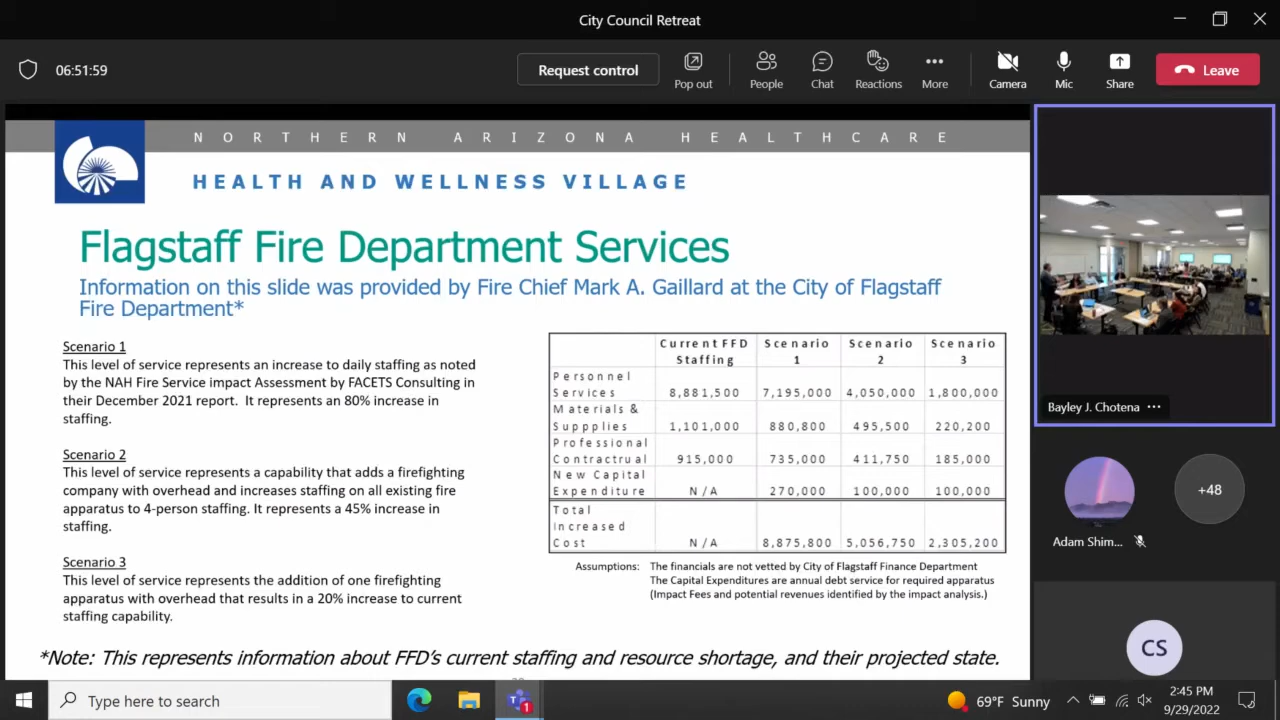 City Council Retreat
06:51:59
Request control
Pop out
People
Chat
Reactions
More
Camera
Mic
Share
Leave
NORTHERN ARIZONA HEALTHCARE
HEALTH AND WELLNESS VILLAGE
Flagstaff Fire Department Services
Information on this slide was provided by Fire Chief Mark A. Gaillard at the City of Flagstaff
Fire Department*
Scenario 1
This level of service represents an increase to daily staffing as noted
by the NAH Fire Service impact Assessment by FACETS Consulting in
their December 2021 report. It represents an 80% increase in
staffing.
Scenario 2
This level of service represents a capability that adds a firefighting
company with overhead and increases staffing on all existing fire
apparatus to 4-person staffing. It represents a 45% increase in
staffing.
Scenario 3
This level of service represents the addition of one firefighting
apparatus with overhead that results in a 20% increase to current
staffing capability.
Current FFD Scenario Scenario Scenario
Staffing 1 2 3
Personnel
Services 8,881,500 7,195,000 4,050,000 1,800,000
Materials &
Suppplies 1,101,000 880,800 495,500 220,200
Professional
Contractrual 915,000 735,000 411,750 185,000
New Capital
Expenditure N/A 270,000 100,000 100,000
Total
Increased
Cost N/A 8,875,800 5,056,750 2,305,200
Assumptions: The financials are not vetted by City of Flagstaff Finance Department
The Capital Expenditures are annual debt service for required apparatus
(Impact Fees and potential revenues identified by the impact analysis.)
*Note: This represents information about FFD's current staffing and resource shortage, and their projected state.
Bayley J. Chotena
+48
Adam Shim...
CS
Type here to search
1
69°F Sunny
2:45 PM
9/29/2022